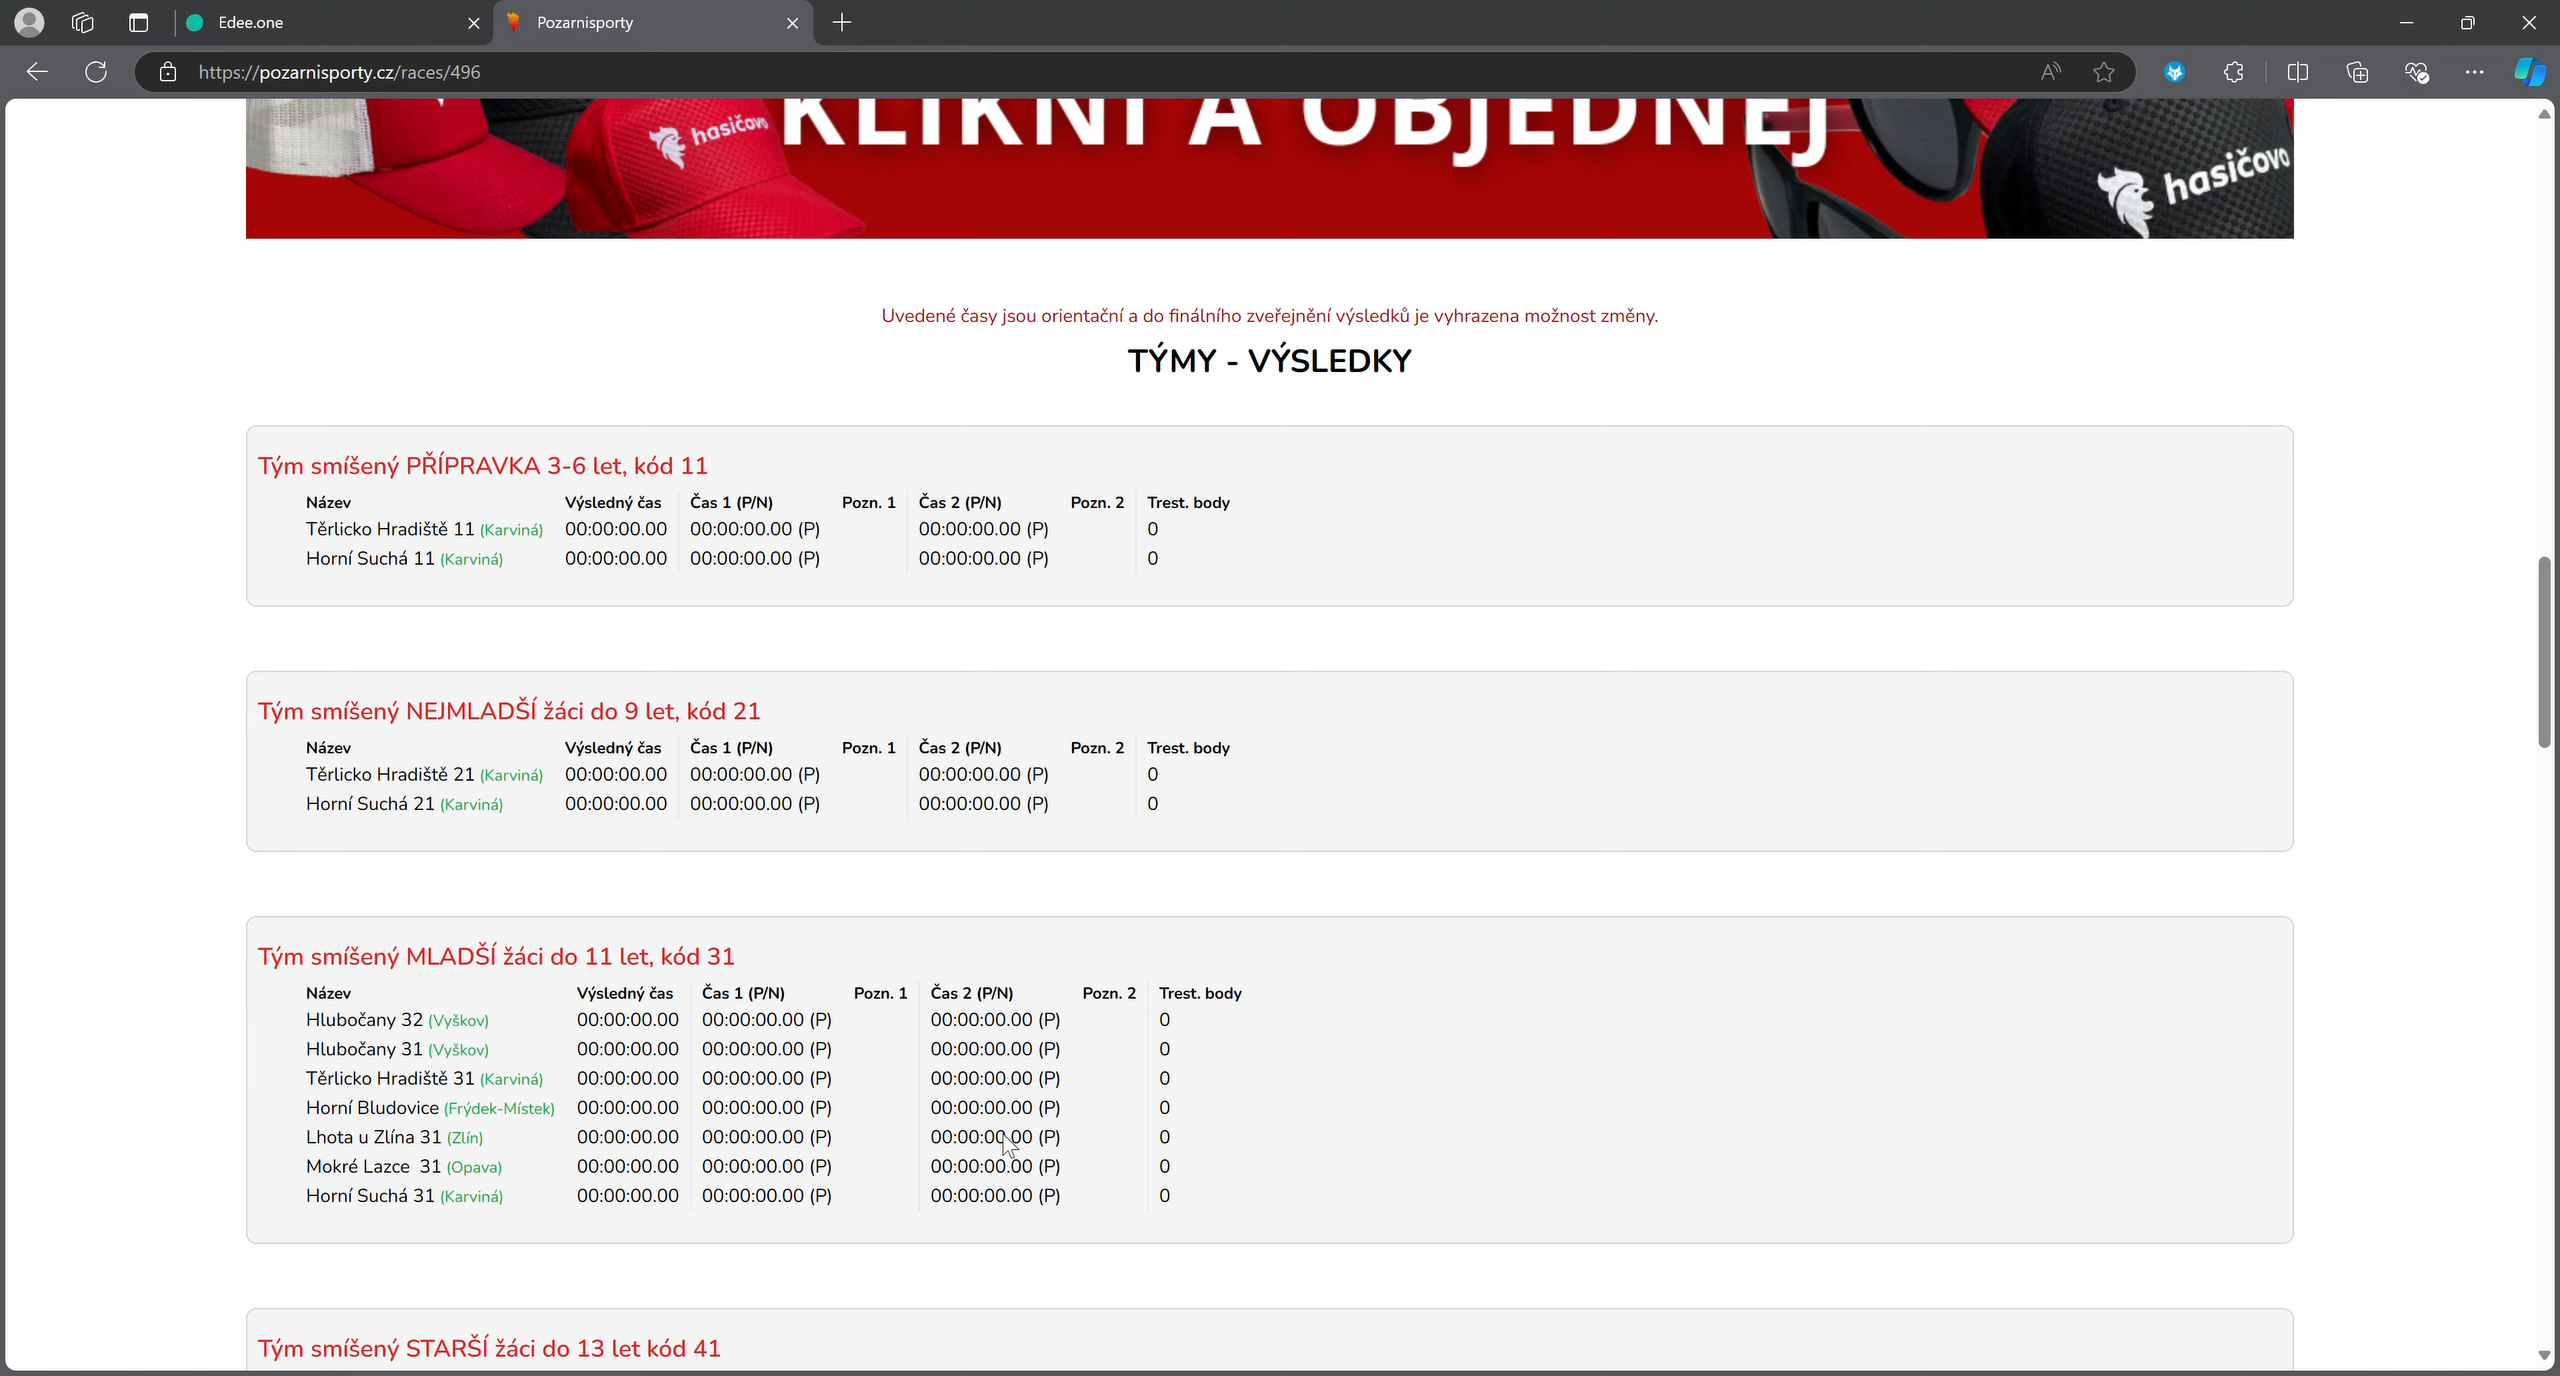 Edee.one
Pozarnisporty
https://pozarnisporty.cz/races/496
KLIKNI A OBJEDNEJ
hasičovo
hasičovo
Uvedené časy jsou orientační a do finálního zveřejnění výsledků je vyhrazena možnost změny.
TÝMY - VÝSLEDKY
Tým smíšený PŘÍPRAVKA 3-6 let, kód 11
Název Výsledný čas Čas 1 (P/N) Pozn. 1 Čas 2 (P/N) Pozn. 2 Trest. body
Těrlicko Hradiště 11 (Karviná) 00:00:00.00 00:00:00.00 (P) 00:00:00.00 (P) 0
Horní Suchá 11 (Karviná) 00:00:00.00 00:00:00.00 (P) 00:00:00.00 (P) 0
Tým smíšený NEJMLADŠÍ žáci do 9 let, kód 21
Název Výsledný čas Čas 1 (P/N) Pozn. 1 Čas 2 (P/N) Pozn. 2 Trest. body
Těrlicko Hradiště 21 (Karviná) 00:00:00.00 00:00:00.00 (P) 00:00:00.00 (P) 0
Horní Suchá 21 (Karviná) 00:00:00.00 00:00:00.00 (P) 00:00:00.00 (P) 0
Tým smíšený MLADŠÍ žáci do 11 let, kód 31
Název Výsledný čas Čas 1 (P/N) Pozn. 1 Čas 2 (P/N) Pozn. 2 Trest. body
Hlubočany 32 (Vyškov) 00:00:00.00 00:00:00.00 (P) 00:00:00.00 (P) 0
Hlubočany 31 (Vyškov) 00:00:00.00 00:00:00.00 (P) 00:00:00.00 (P) 0
Těrlicko Hradiště 31 (Karviná) 00:00:00.00 00:00:00.00 (P) 00:00:00.00 (P) 0
Horní Bludovice (Frýdek-Místek) 00:00:00.00 00:00:00.00 (P) 00:00:00.00 (P) 0
Lhota u Zlína 31 (Zlín) 00:00:00.00 00:00:00.00 (P) 00:00:00.00 (P) 0
Mokré Lazce 31 (Opava) 00:00:00.00 00:00:00.00 (P) 00:00:00.00 (P) 0
Horní Suchá 31 (Karviná) 00:00:00.00 00:00:00.00 (P) 00:00:00.00 (P) 0
Tým smíšený STARŠÍ žáci do 13 let kód 41